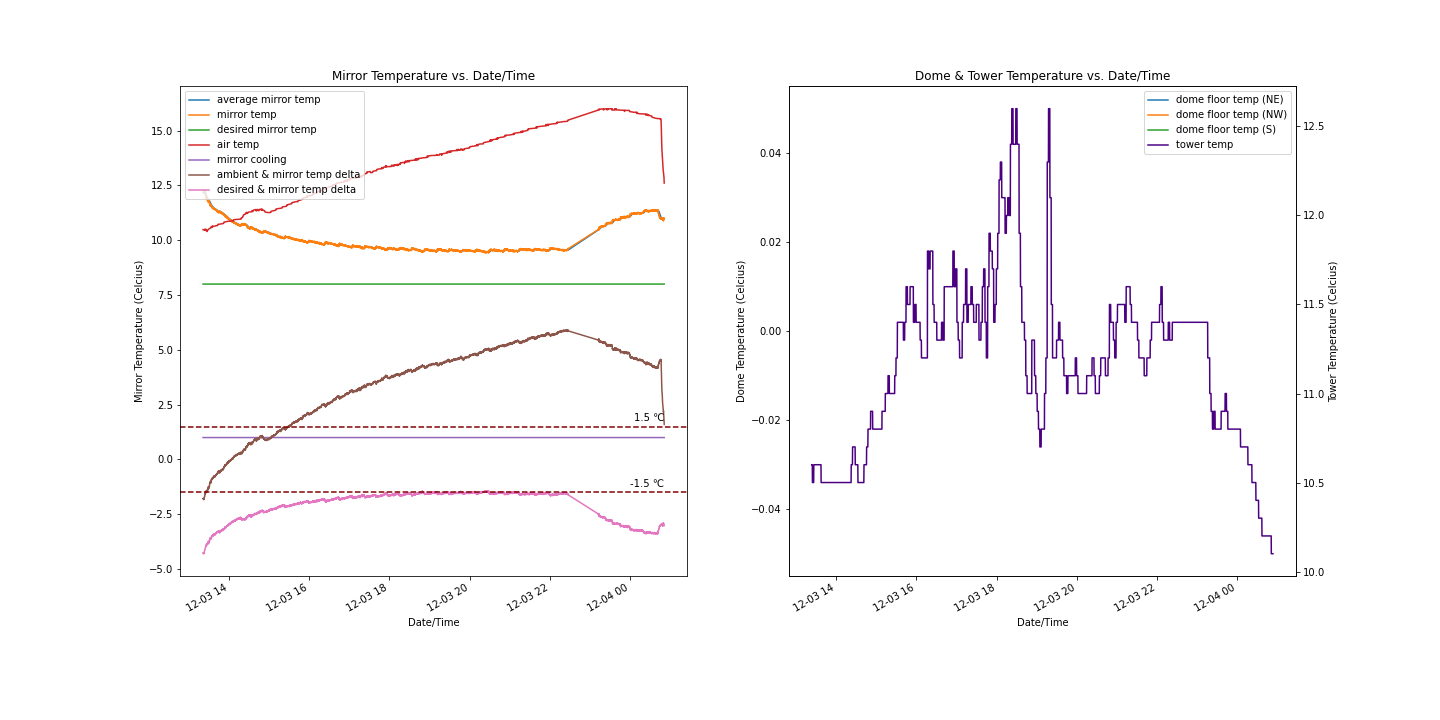 Mirror Temperature vs. Date/Time
average mirror temp
mirror temp
desired mirror temp
air temp
mirror cooling
ambient & mirror temp delta
desired & mirror temp delta
15.0
12.5
10.0
7.5
5.0
2.5
0.0
−2.5
−5.0
Mirror Temperature (Celcius)
1.5 °C
-1.5 °C
12-03 14
12-03 16
12-03 18
12-03 20
12-03 22
12-04 00
Date/Time
Dome & Tower Temperature vs. Date/Time
dome floor temp (NE)
dome floor temp (NW)
dome floor temp (S)
tower temp
0.04
0.02
0.00
−0.02
−0.04
Dome Temperature (Celcius)
12.5
12.0
11.5
11.0
10.5
10.0
Tower Temperature (Celcius)
12-03 14
12-03 16
12-03 18
12-03 20
12-03 22
12-04 00
Date/Time